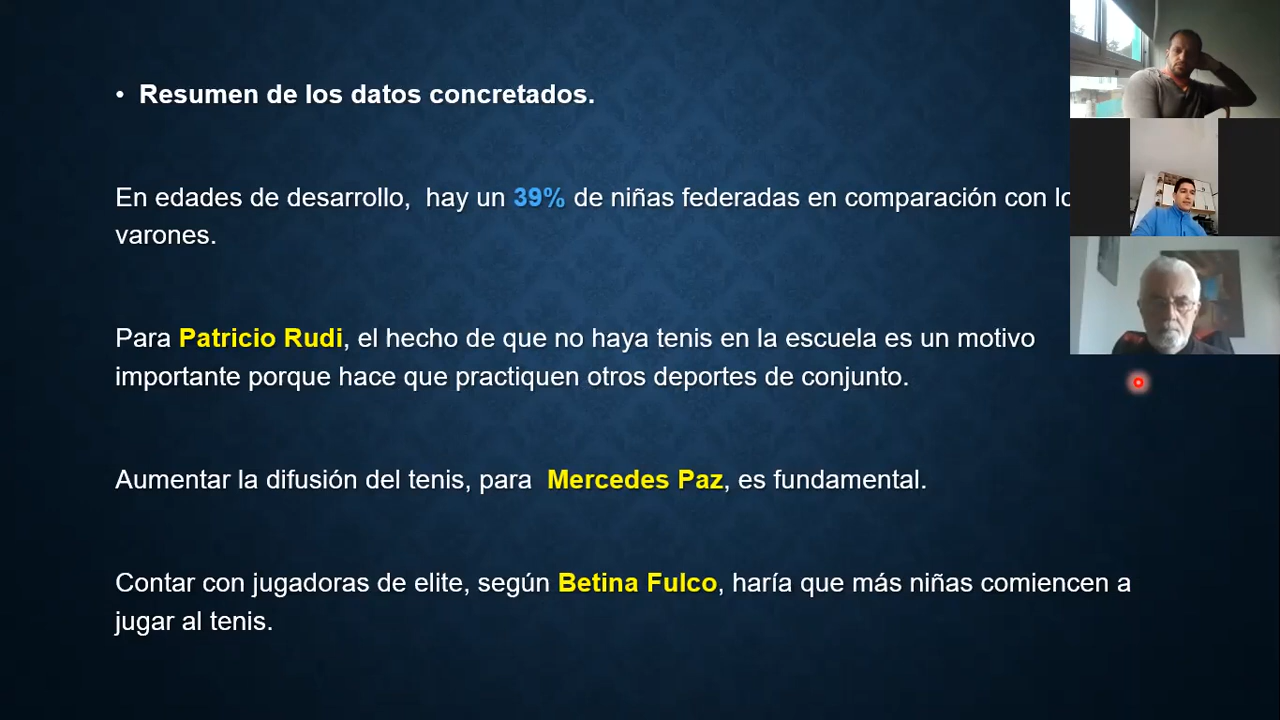 • Resumen de los datos concretados.
En edades de desarrollo, hay un 39% de niñas federadas en comparación con
varones.
Para Patricio Rudi, el hecho de que no haya tenis en la escuela es un motivo
importante porque hace que practiquen otros deportes de conjunto.
Aumentar la difusión del tenis, para Mercedes Paz, es fundamental.
Contar con jugadoras de elite, según Betina Fulco, haría que más niñas comiencen a
jugar al tenis.